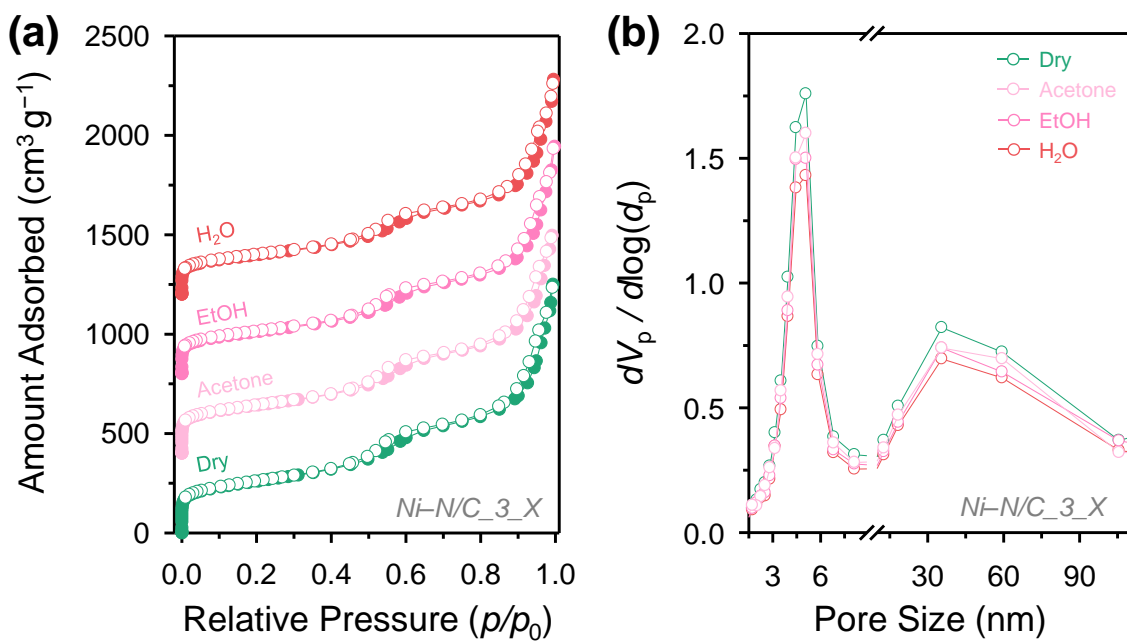 (a)
Amount Adsorbed (cm³ g⁻¹)
2500
2000
1500
1000
500
0
H₂O
EtOH
Acetone
Dry
Ni–N/C_3_X
0.0 0.2 0.4 0.6 0.8 1.0
Relative Pressure (p/p₀)
(b)
dVₚ / dlog(dₚ)
2.0
1.5
1.0
0.5
0.0
Dry
Acetone
EtOH
H₂O
Ni–N/C_3_X
3 6 30 60 90
Pore Size (nm)